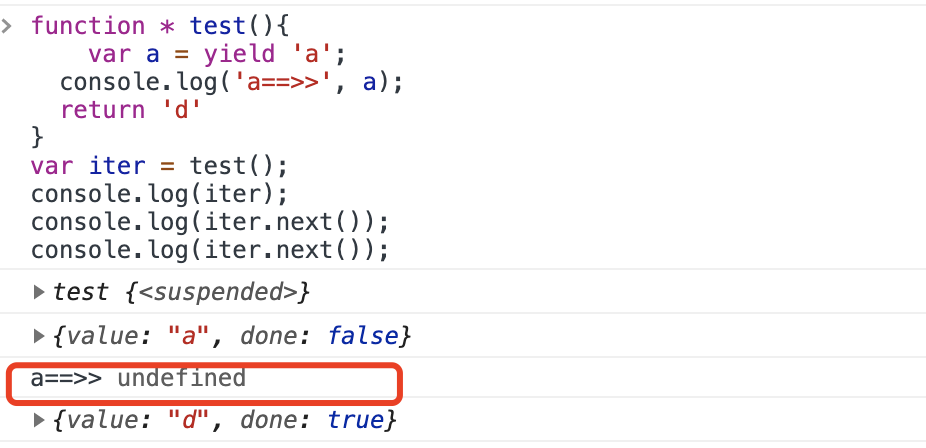 function * test(){
    var a = yield 'a';
  console.log('a==>>', a);
  return 'd'
}
var iter = test();
console.log(iter);
console.log(iter.next());
console.log(iter.next());
test {<suspended>}
{value: "a", done: false}
a==>> undefined
{value: "d", done: true}